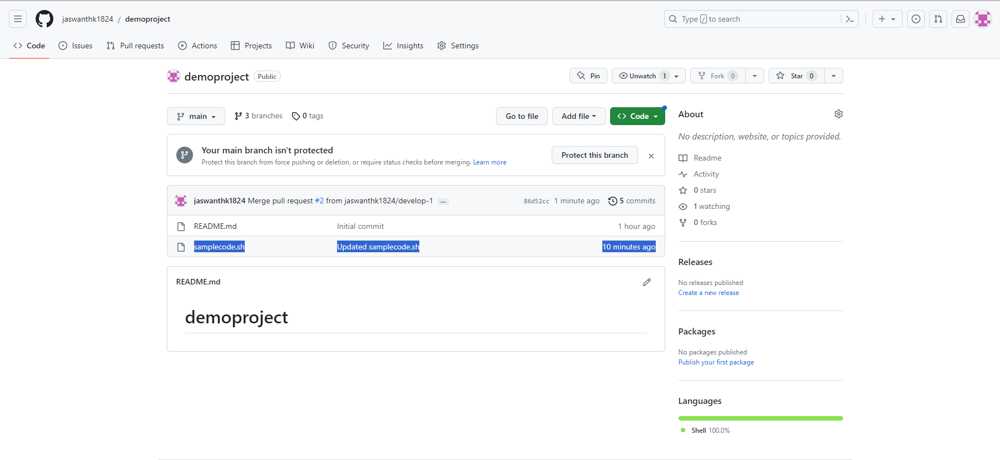 jaswanthk1824 / demoproject
Type / to search
Code Issues Pull requests Actions Projects Wiki Security Insights Settings
demoproject Public
Pin Unwatch 1 Fork 0 Star 0
main 3 branches 0 tags Go to file Add file Code
Your main branch isn't protected
Protect this branch from force pushing or deletion, or require status checks before merging. Learn more
Protect this branch
jaswanthk1824 Merge pull request #2 from jaswanthk1824/develop-1 ... 86d52cc 1 minute ago 5 commits
README.md Initial commit 1 hour ago
samplecode.sh Updated samplecode.sh 10 minutes ago
README.md
demoproject
About
No description, website, or topics provided.
Readme
Activity
0 stars
1 watching
0 forks
Releases
No releases published
Create a new release
Packages
No packages published
Publish your first package
Languages
Shell 100.0%